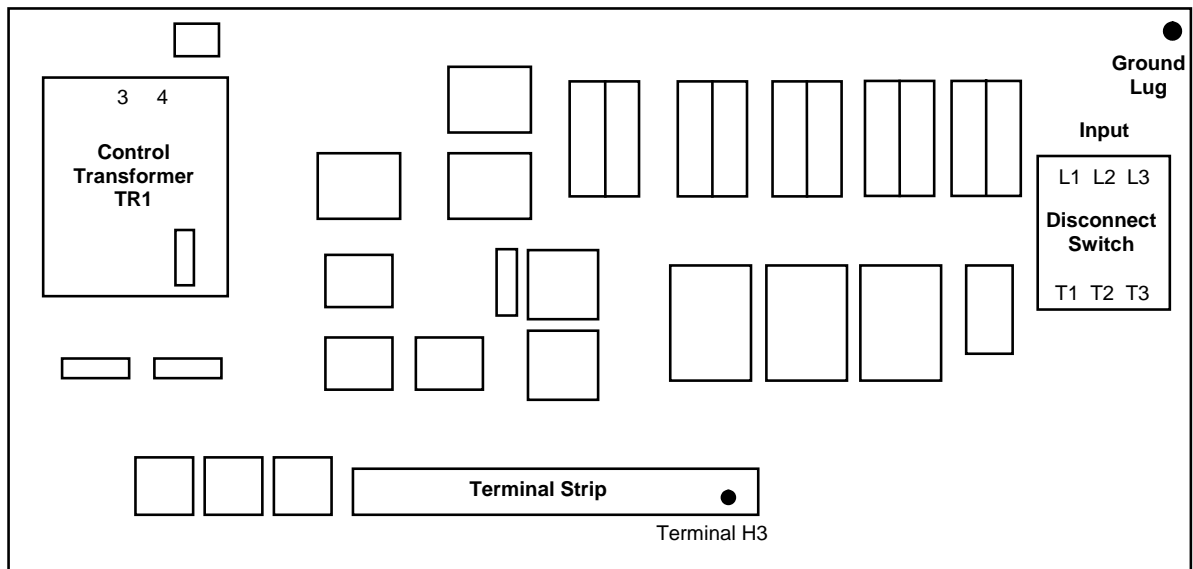 Ground
Lug
3 4
Input
Control
Transformer
TR1
L1 L2 L3
Disconnect
Switch
T1 T2 T3
Terminal Strip
Terminal H3